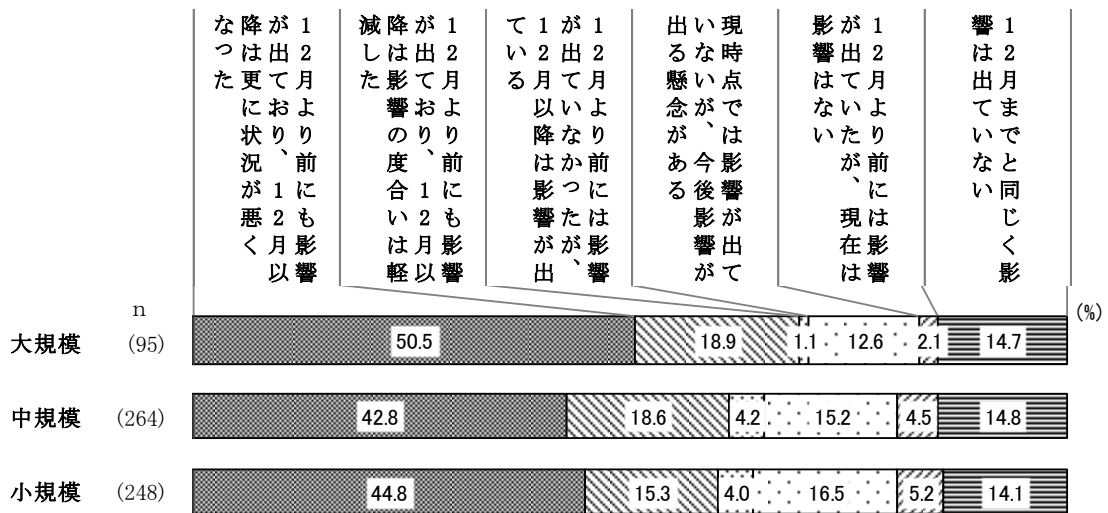 １２月より前にも影響
が出ており、１２月以
降は更に状況が悪く
なった
１２月より前にも影響
が出ており、１２月以
降は影響の度合いは軽
減した
１２月より前には影響
が出ていなかったが、
１２月以降は影響が出
ている
現時点では影響が出て
いないが、今後影響が
出る懸念がある
１２月より前には影響
が出ていたが、現在は
影響はない
１２月までと同じく影
響は出ていない
n (%)
大規模 (95) 50.5 18.9 1.1 12.6 2.1 14.7
中規模 (264) 42.8 18.6 4.2 15.2 4.5 14.8
小規模 (248) 44.8 15.3 4.0 16.5 5.2 14.1